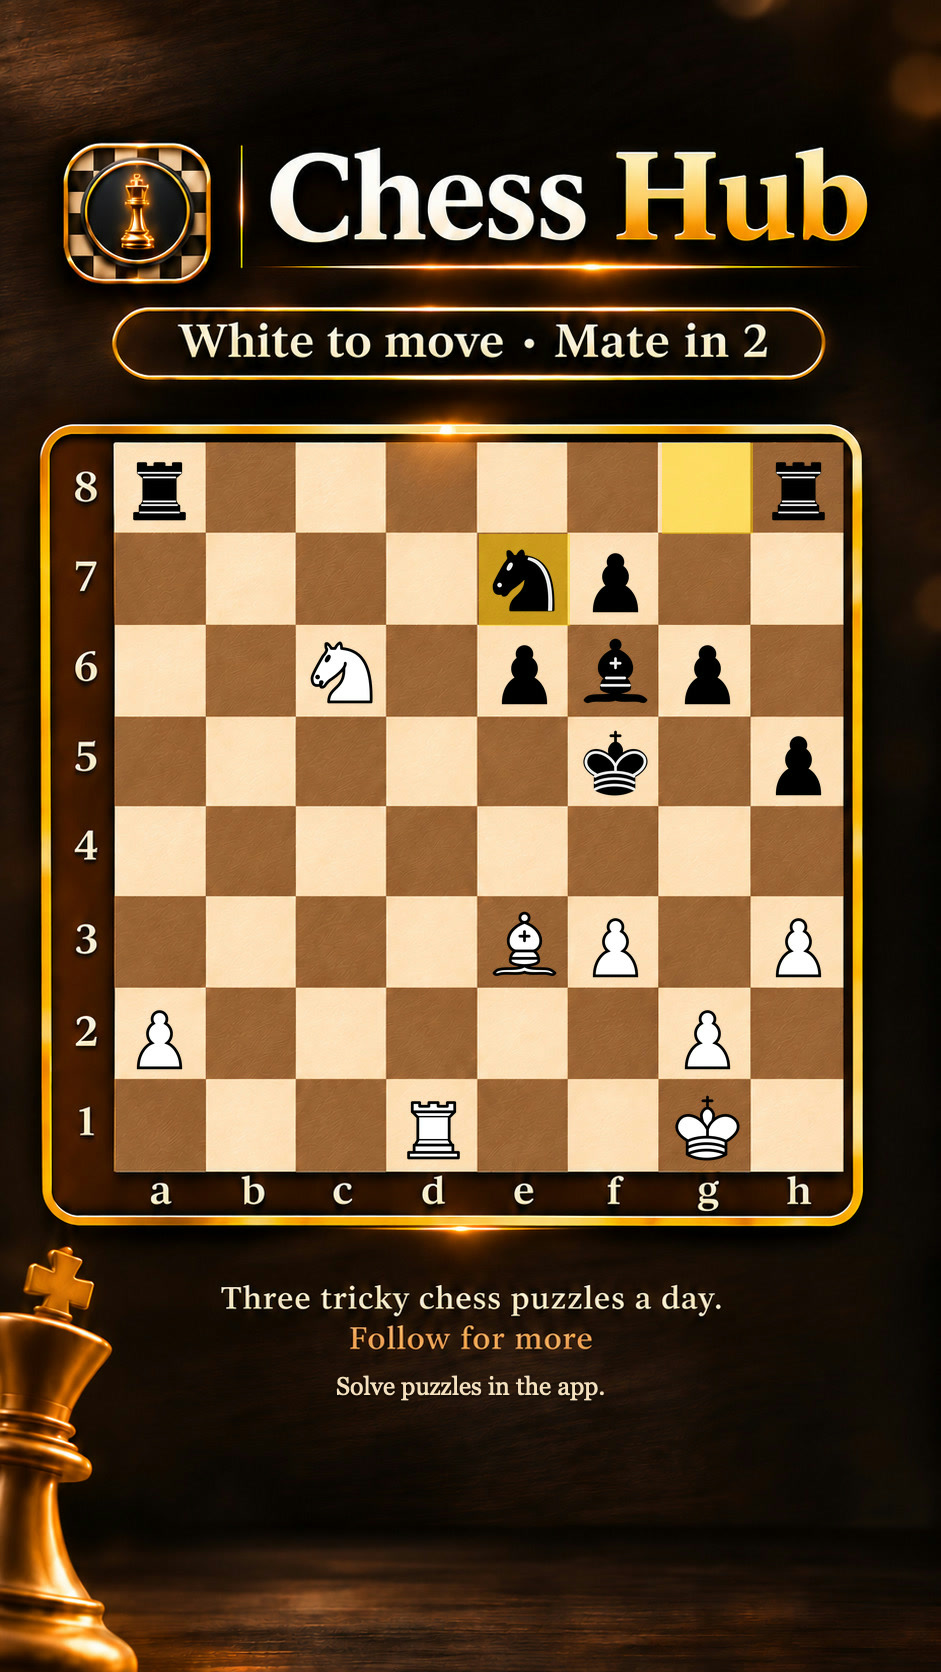 Chess Hub
White to move • Mate in 2
8
7
6
5
4
3
2
1
a b c d e f g h
Three tricky chess puzzles a day.
Follow for more
Solve puzzles in the app.